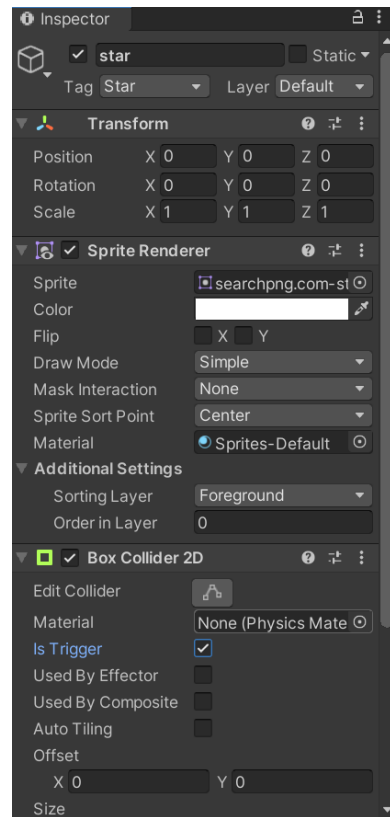 Inspector
star Static
Tag Star Layer Default
Transform
Position X 0 Y 0 Z 0
Rotation X 0 Y 0 Z 0
Scale X 1 Y 1 Z 1
Sprite Renderer
Sprite searchpng.com-st
Color
Flip X Y
Draw Mode Simple
Mask Interaction None
Sprite Sort Point Center
Material Sprites-Default
Additional Settings
Sorting Layer Foreground
Order in Layer 0
Box Collider 2D
Edit Collider
Material None (Physics Mate
Is Trigger
Used By Effector
Used By Composite
Auto Tiling
Offset
X 0 Y 0
Size